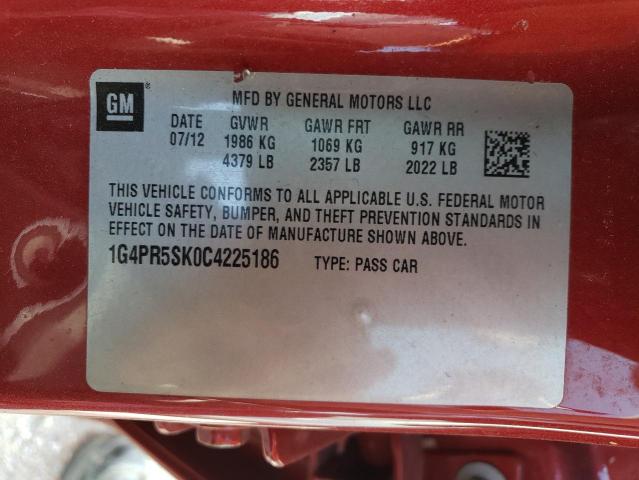 GM
MFD BY GENERAL MOTORS LLC
DATE GVWR GAWR FRT GAWR RR
07/12 1986 KG 1069 KG 917 KG
4379 LB 2357 LB 2022 LB
THIS VEHICLE CONFORMS TO ALL APPLICABLE U.S. FEDERAL MOTOR
VEHICLE SAFETY, BUMPER, AND THEFT PREVENTION STANDARDS IN
EFFECT ON THE DATE OF MANUFACTURE SHOWN ABOVE.
1G4PR5SK0C4225186 TYPE: PASS CAR